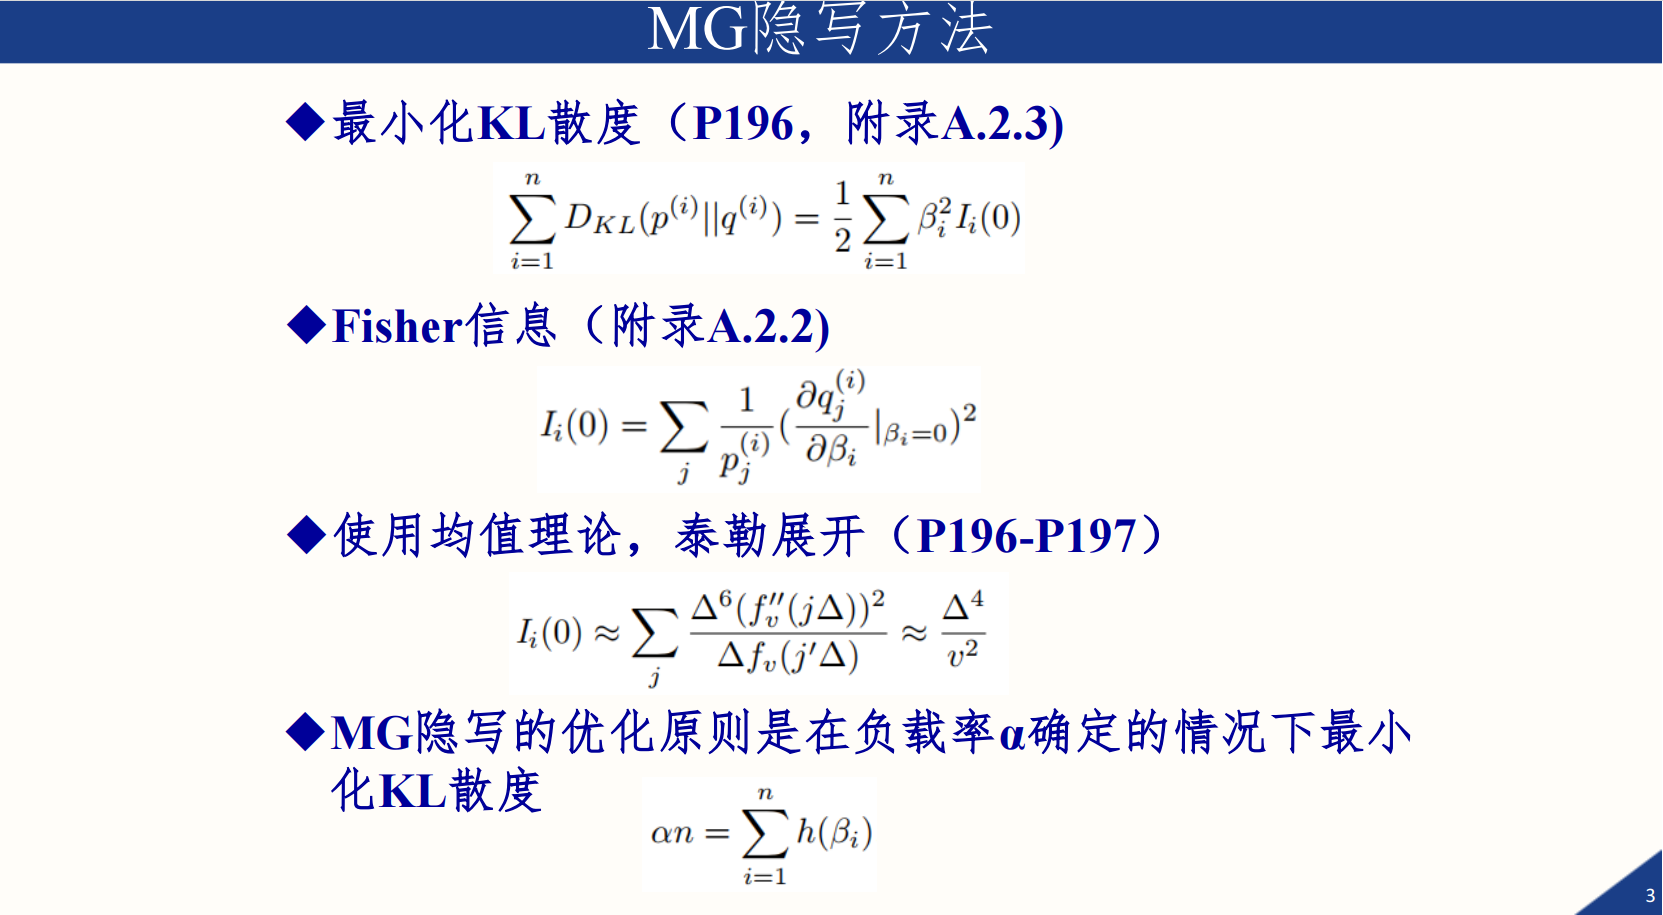 MG隐写方法
◆最小化KL散度（P196，附录A.2.3)
$\sum_{i=1}^{n} D_{KL}(p^{(i)}||q^{(i)}) = \frac{1}{2}\sum_{i=1}^{n} \beta_i^2 I_i(0)$
◆Fisher信息（附录A.2.2)
$I_i(0) = \sum_{j} \frac{1}{p_j^{(i)}} (\frac{\partial q_j^{(i)}}{\partial \beta_i}|_{\beta_i=0})^2$
◆使用均值理论，泰勒展开（P196-P197）
$I_i(0) \approx \sum_{j} \frac{\Delta^6 (f_v''(j\Delta))^2}{\Delta f_v(j'\Delta)} \approx \frac{\Delta^4}{v^2}$
◆MG隐写的优化原则是在负载率α确定的情况下最小
化KL散度
$\alpha n = \sum_{i=1}^{n} h(\beta_i)$
3